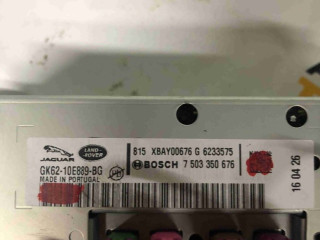 JAGUAR
LAND-
ROVER
GK62-10E889-BG
MADE IN PORTUGAL
815 XBAY00676 G 6233575
BOSCH 7 503 350 676
16 04 26